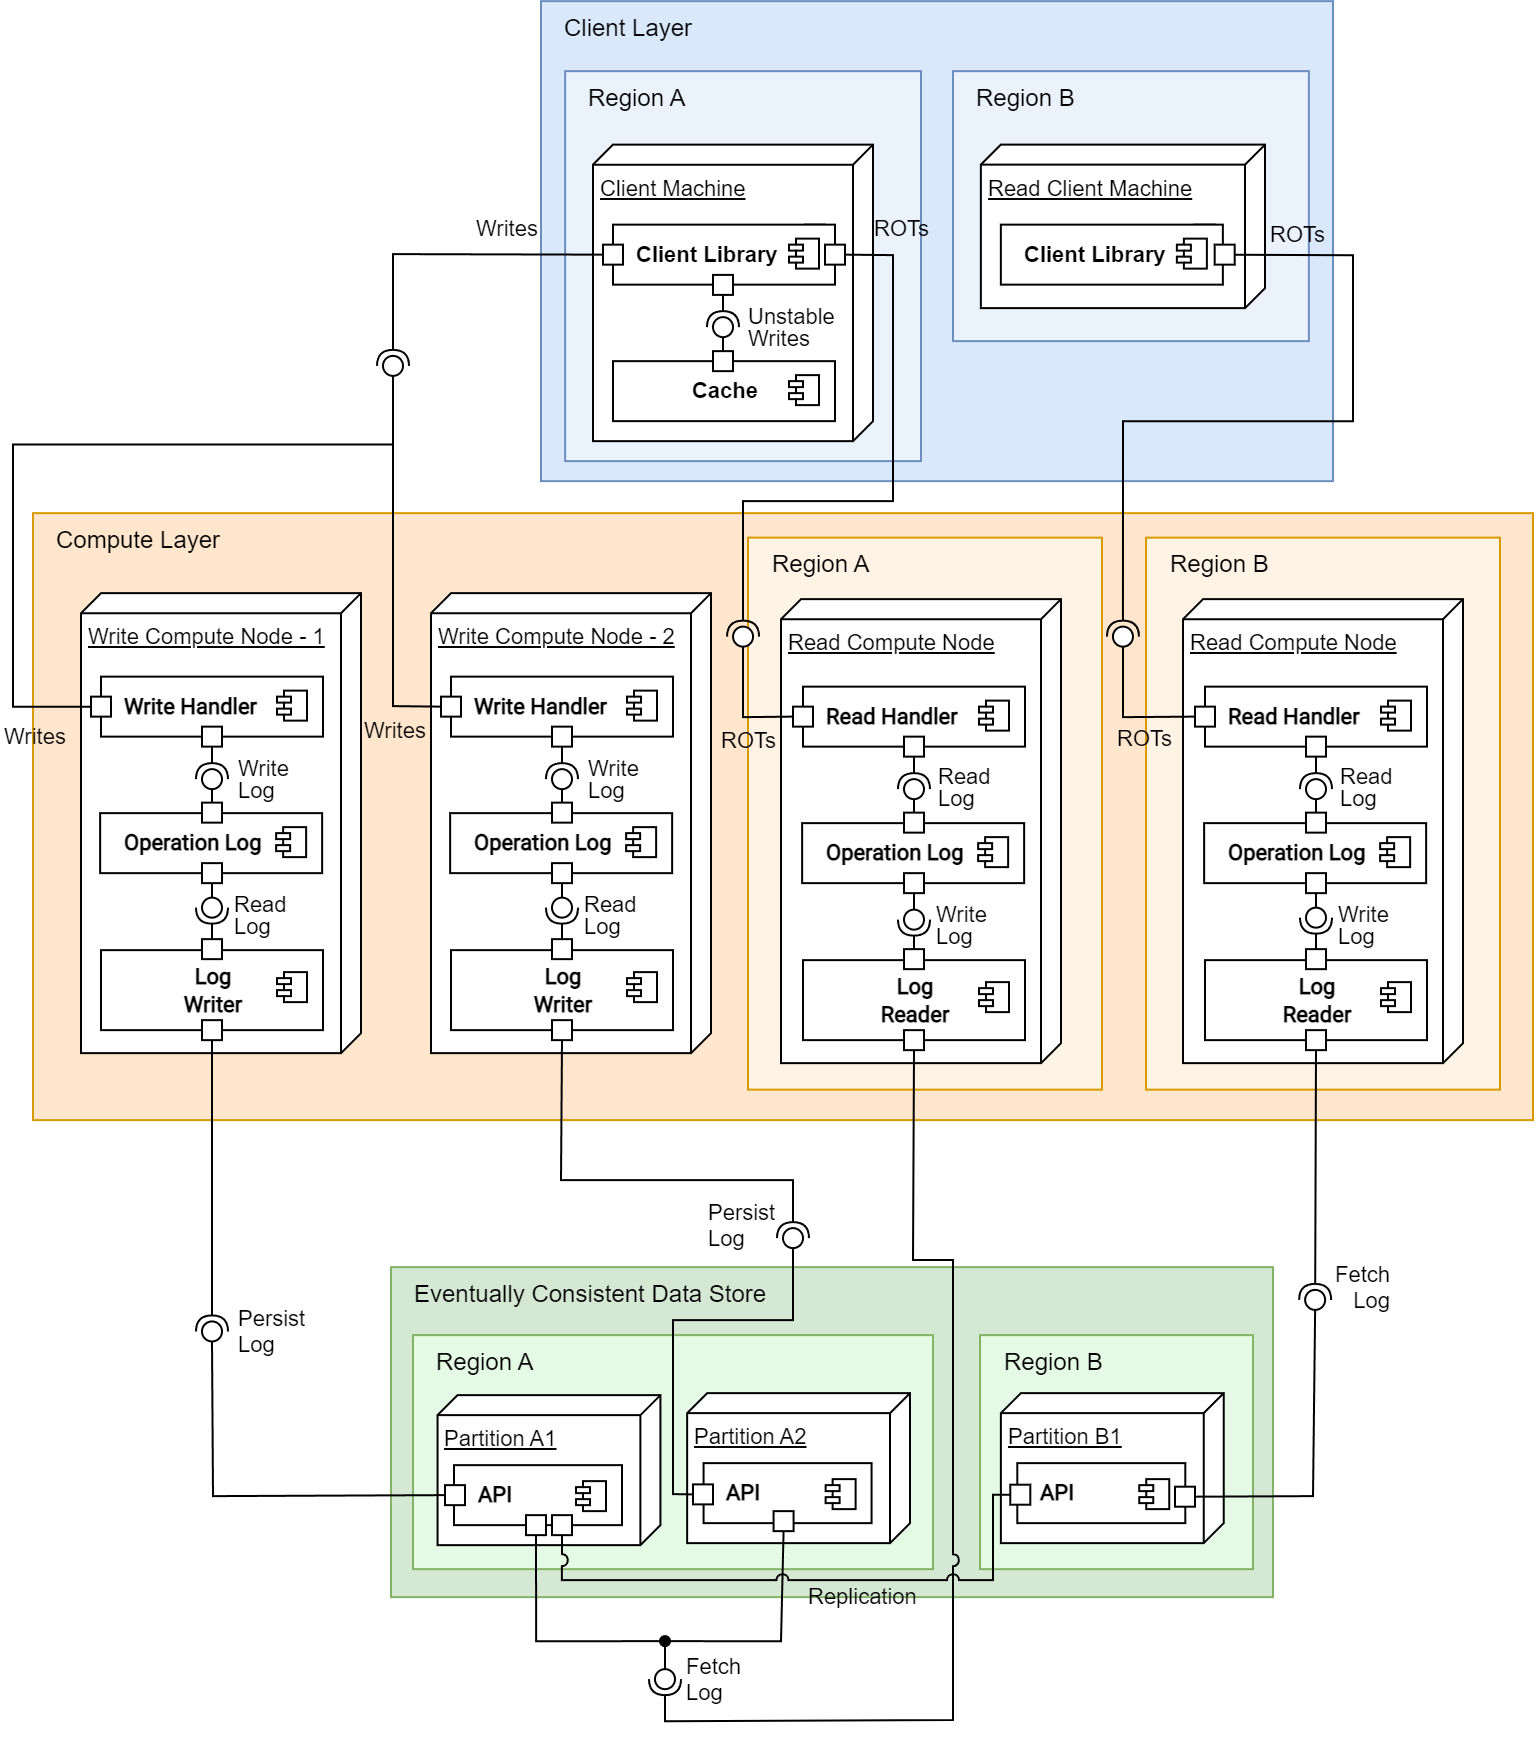 Client Layer
Region A
Region B
Client Machine
Read Client Machine
Writes
ROTs
ROTs
Client Library
Client Library
Unstable
Writes
Cache
Compute Layer
Region A
Region B
Write Compute Node - 1
Write Compute Node - 2
Read Compute Node
Read Compute Node
Write Handler
Write Handler
Read Handler
Read Handler
Writes
Writes
ROTs
ROTs
Write
Log
Write
Log
Read
Log
Read
Log
Operation Log
Operation Log
Operation Log
Operation Log
Read
Log
Read
Log
Write
Log
Write
Log
Log
Writer
Log
Writer
Log
Reader
Log
Reader
Persist
Log
Fetch
Log
Persist
Log
Eventually Consistent Data Store
Region A
Region B
Partition A1
Partition A2
Partition B1
API
API
API
Replication
Fetch
Log